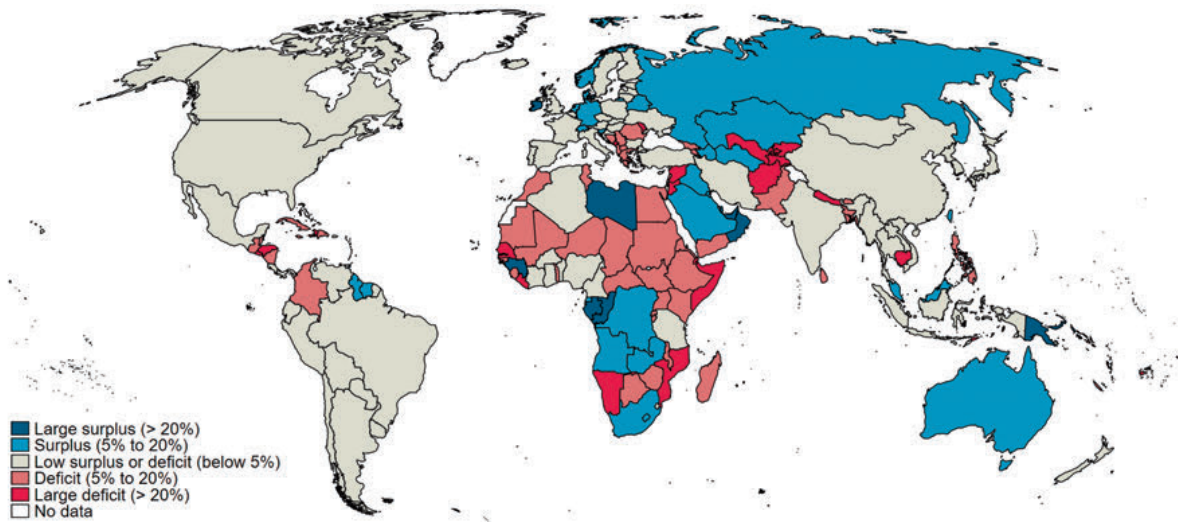 Large surplus (> 20%)
Surplus (5% to 20%)
Low surplus or deficit (below 5%)
Deficit (5% to 20%)
Large deficit (> 20%)
No data